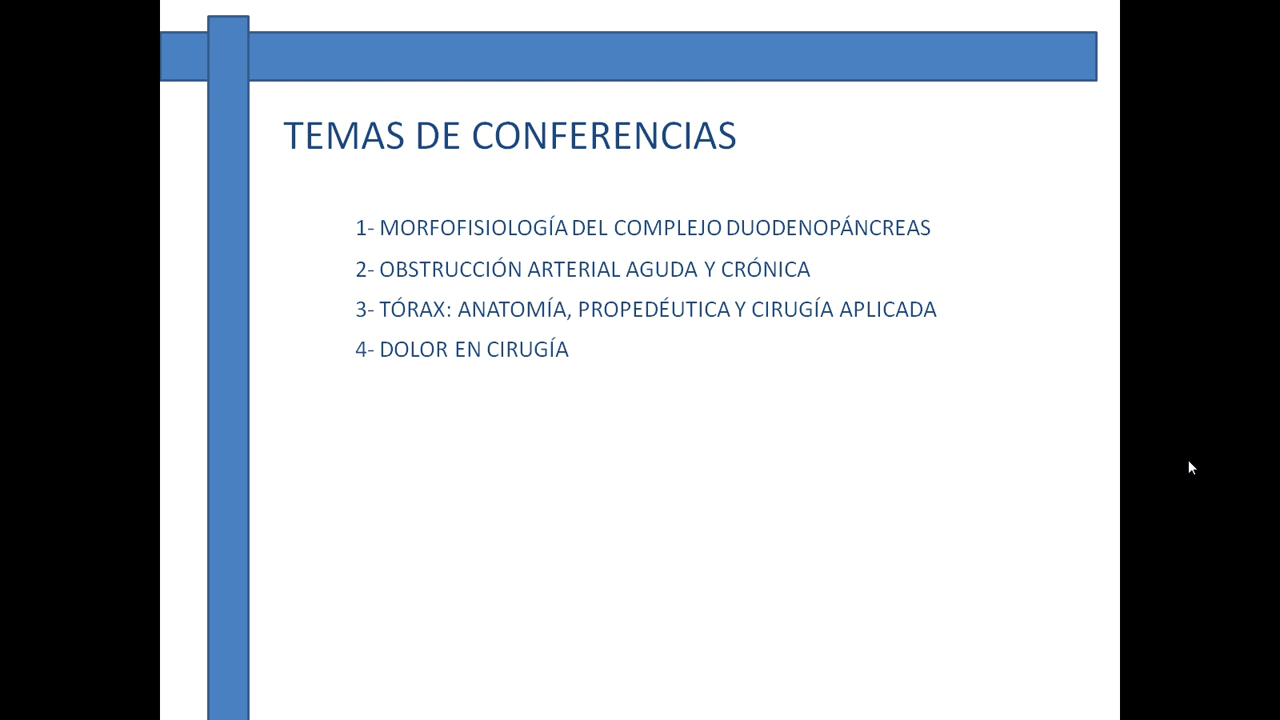 TEMAS DE CONFERENCIAS
1- MORFOFISIOLOGÍA DEL COMPLEJO DUODENOPÁNCREAS
2- OBSTRUCCIÓN ARTERIAL AGUDA Y CRÓNICA
3- TÓRAX: ANATOMÍA, PROPEDÉUTICA Y CIRUGÍA APLICADA
4- DOLOR EN CIRUGÍA